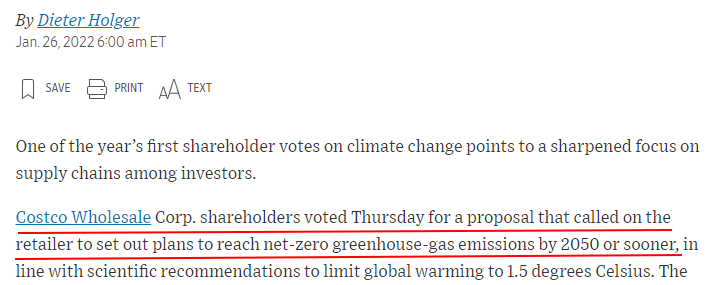 By Dieter Holger
Jan. 26, 2022 6:00 am ET
SAVE PRINT AA TEXT
One of the year's first shareholder votes on climate change points to a sharpened focus on
supply chains among investors.
Costco Wholesale Corp. shareholders voted Thursday for a proposal that called on the
retailer to set out plans to reach net-zero greenhouse-gas emissions by 2050 or sooner, in
line with scientific recommendations to limit global warming to 1.5 degrees Celsius. The